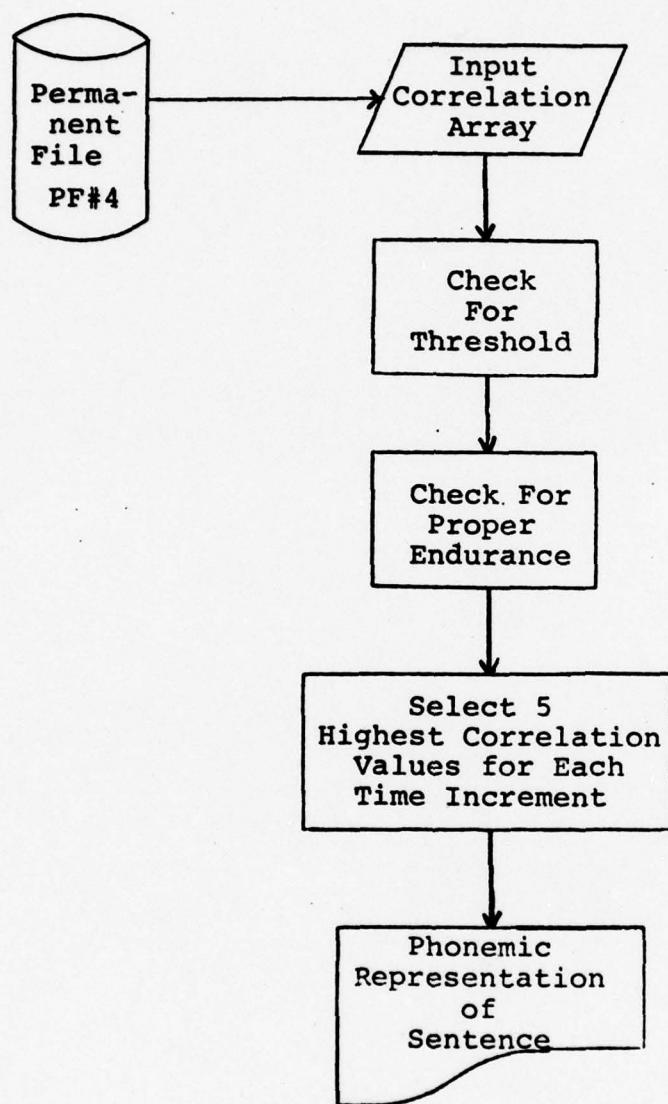 Perma-
nent
File
PF#4
Input
Correlation
Array
Check
For
Threshold
Check. For
Proper
Endurance
Select 5
Highest Correlation
Values for Each
Time Increment
Phonemic
Representation
of
Sentence